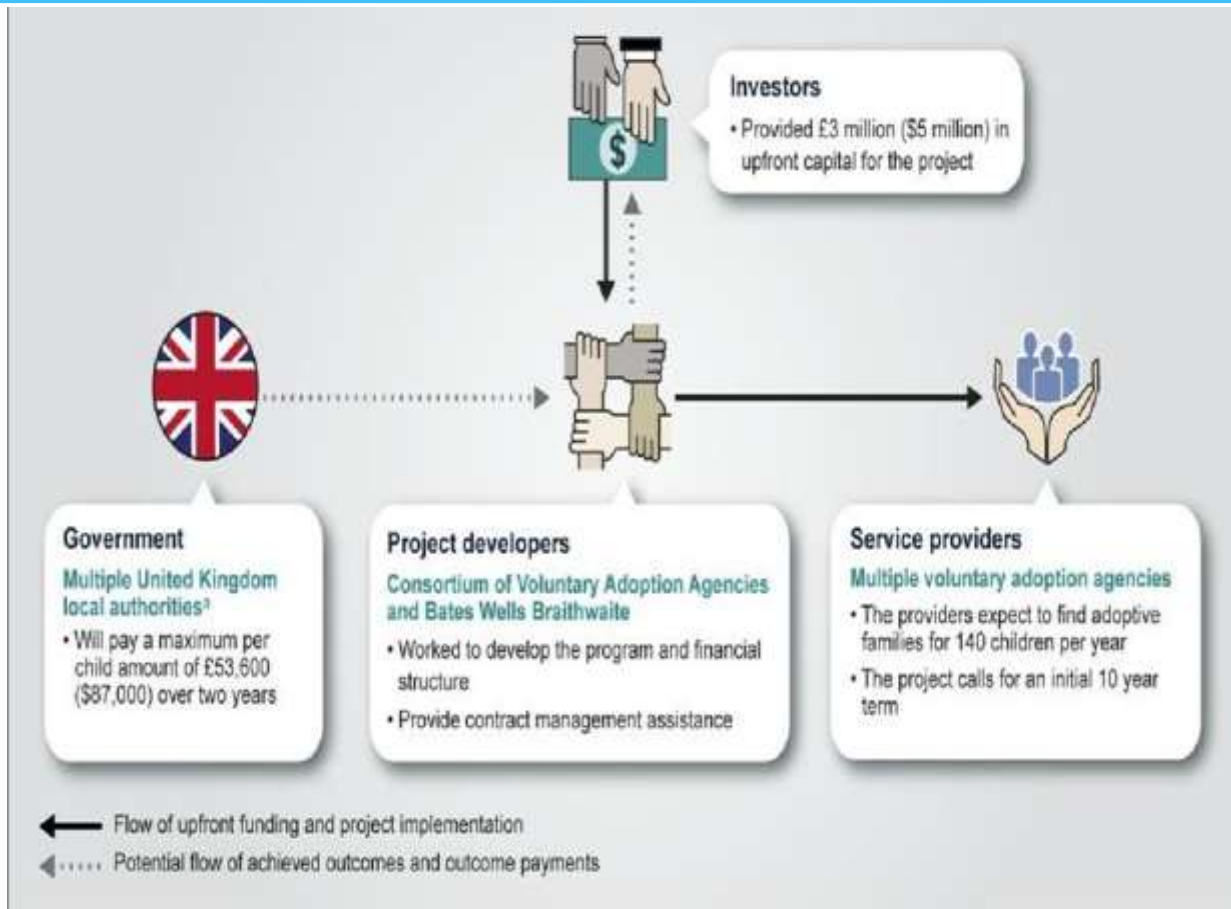 $
Investors
• Provided £3 million ($5 million) in
upfront capital for the project
Government
Multiple United Kingdom
local authoritiesᵃ
• Will pay a maximum per
child amount of £53,600
($87,000) over two years
Project developers
Consortium of Voluntary Adoption Agencies
and Bates Wells Braithwaite
• Worked to develop the program and financial
structure
• Provide contract management assistance
Service providers
Multiple voluntary adoption agencies
• The providers expect to find adoptive
families for 140 children per year
• The project calls for an initial 10 year
term
Flow of upfront funding and project implementation
Potential flow of achieved outcomes and outcome payments